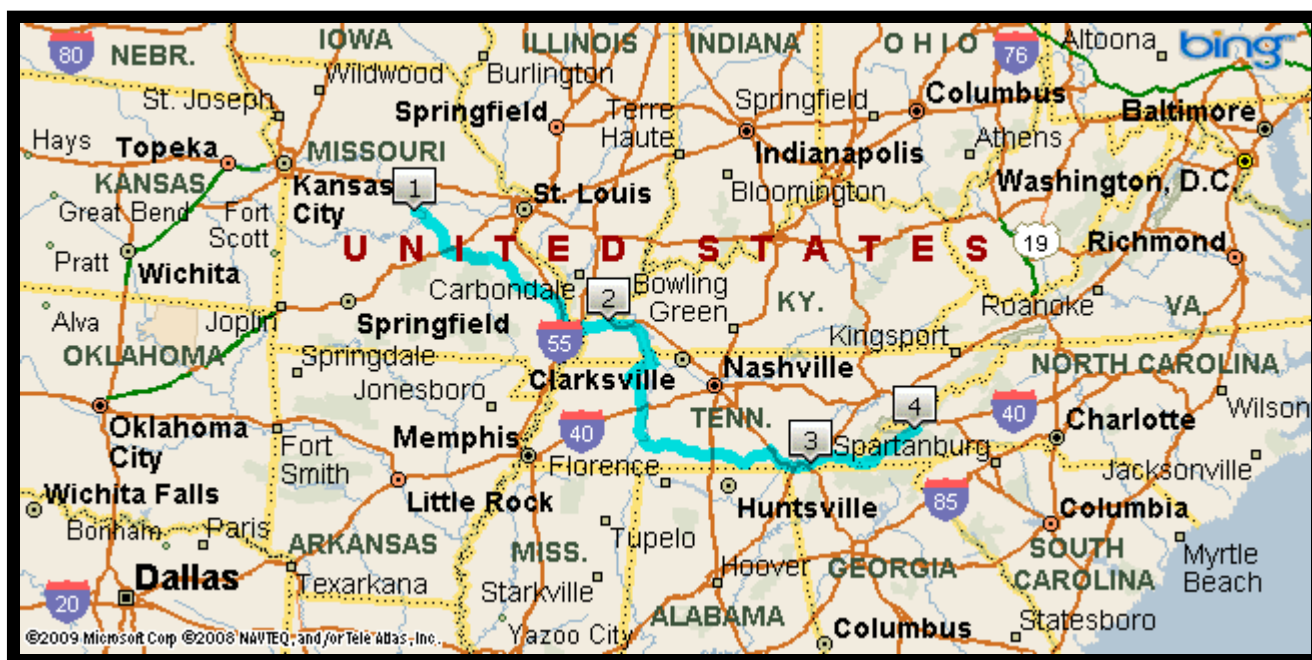 80
NEBR.
IOWA
ILLINOIS
INDIANA
OHIO
76
Altoona
bing
Wildwood
Burlington
St. Joseph
Springfield
Terre
Haute
Springfield
Columbus
Baltimore
Hays
Topeka
MISSOURI
Indianapolis
Athens
KANSAS
Kansas
City
1
St. Louis
Bloomington
Washington, D.C.
Great Bend
Fort
Scott
UNITED STATES
19
Richmond
Pratt
Wichita
Carbondale
2
Bowling
Green
KY.
Roanoke
VA.
Alva
Joplin
Springfield
55
Kingsport
OKLAHOMA
Springdale
Clarksville
Nashville
NORTH CAROLINA
Jonesboro
4
40
Wilson
Oklahoma
City
Fort
Smith
Memphis
40
TENN.
3
Spartanburg
Charlotte
Florence
Jacksonville
Wichita Falls
Little Rock
Huntsville
85
Columbia
Bonham
Paris
ARKANSAS
MISS.
Tupelo
SOUTH
CAROLINA
Myrtle
Beach
Dallas
Texarkana
Starkville
Hoover
GEORGIA
20
ALABAMA
Statesboro
Yazoo City
Columbus
©2009 Microsoft Corp ©2008 NAVTEQ, and/or Tele Atlas, Inc.